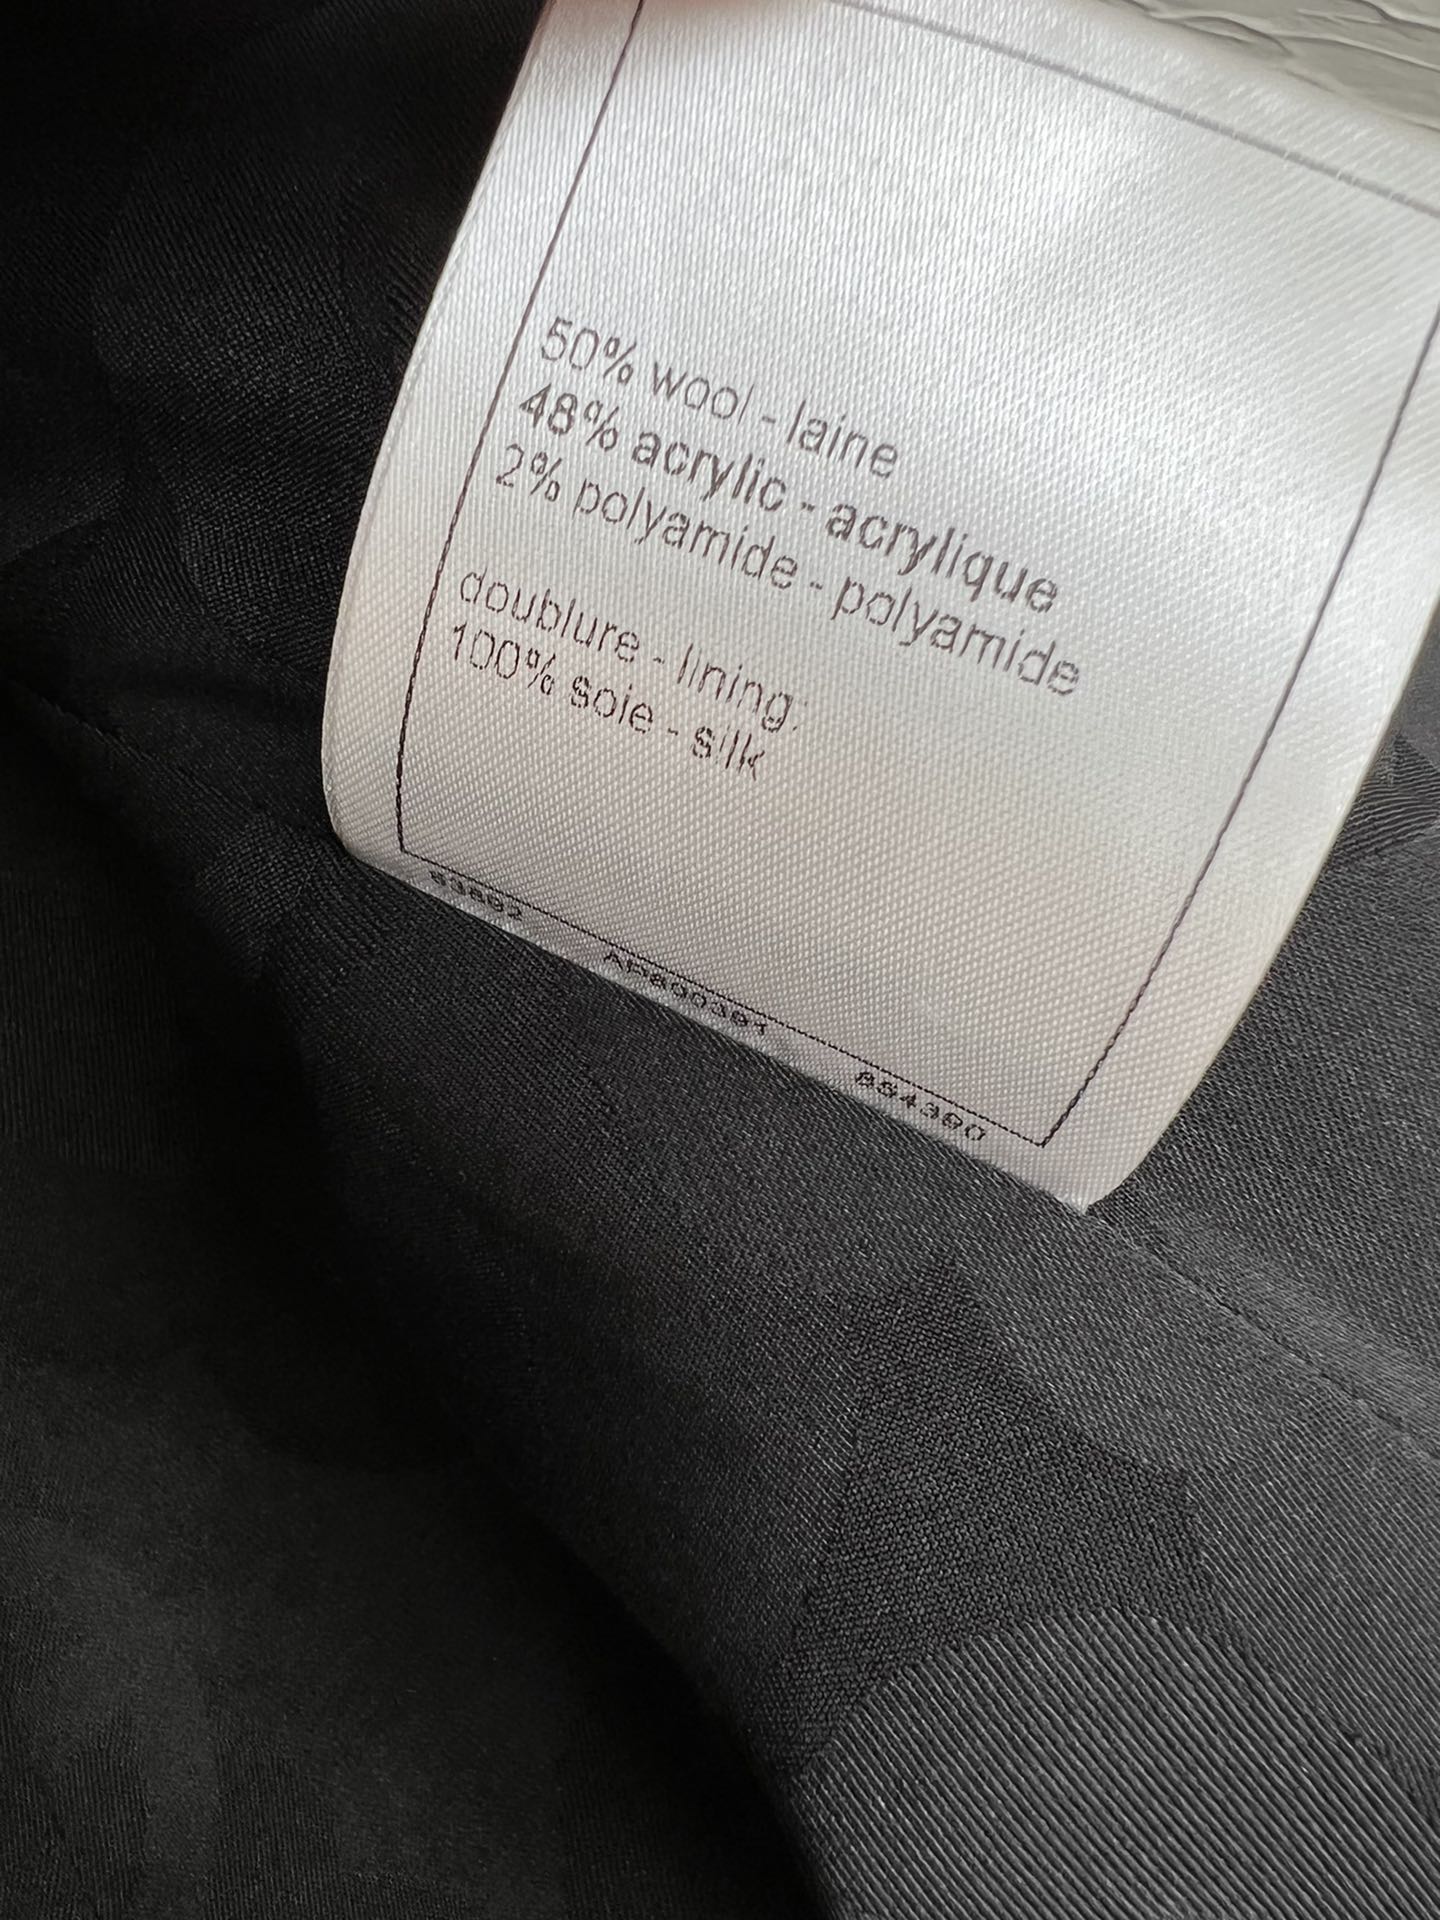 50% wool - laine
48% acrylic - acrylique
2% polyamide - polyamide
doublure - lining:
100% soie - silk